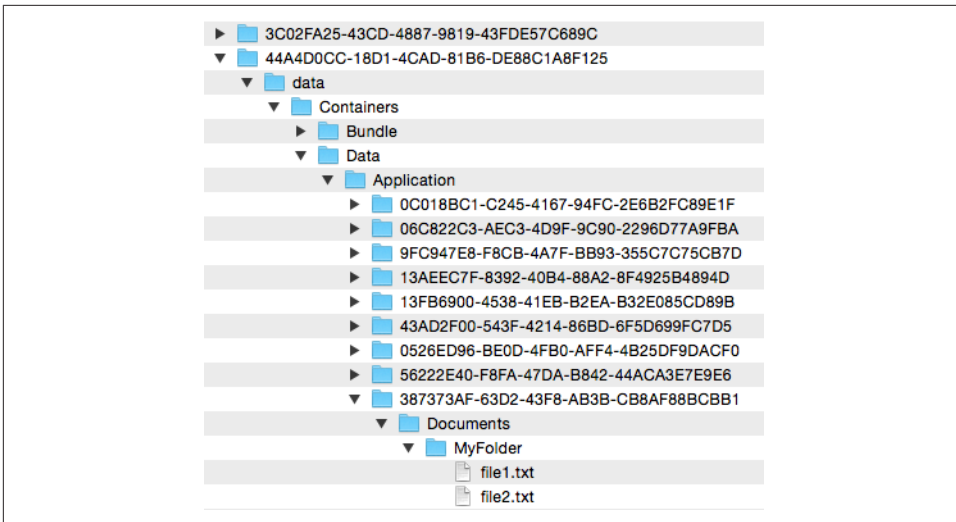 3C02FA25-43CD-4887-9819-43FDE57C689C
44A4D0CC-18D1-4CAD-81B6-DE88C1A8F125
data
Containers
Bundle
Data
Application
0C018BC1-C245-4167-94FC-2E6B2FC89E1F
06C822C3-AEC3-4D9F-9C90-2296D77A9FBA
9FC947E8-F8CB-4A7F-BB93-355C7C75CB7D
13AEEC7F-8392-40B4-88A2-8F4925B4894D
13FB6900-4538-41EB-B2EA-B32E085CD89B
43AD2F00-543F-4214-86BD-6F5D699FC7D5
0526ED96-BE0D-4FB0-AFF4-4B25DF9DACF0
56222E40-F8FA-47DA-B842-44ACA3E7E9E6
387373AF-63D2-43F8-AB3B-CB8AF88BCBB1
Documents
MyFolder
file1.txt
file2.txt